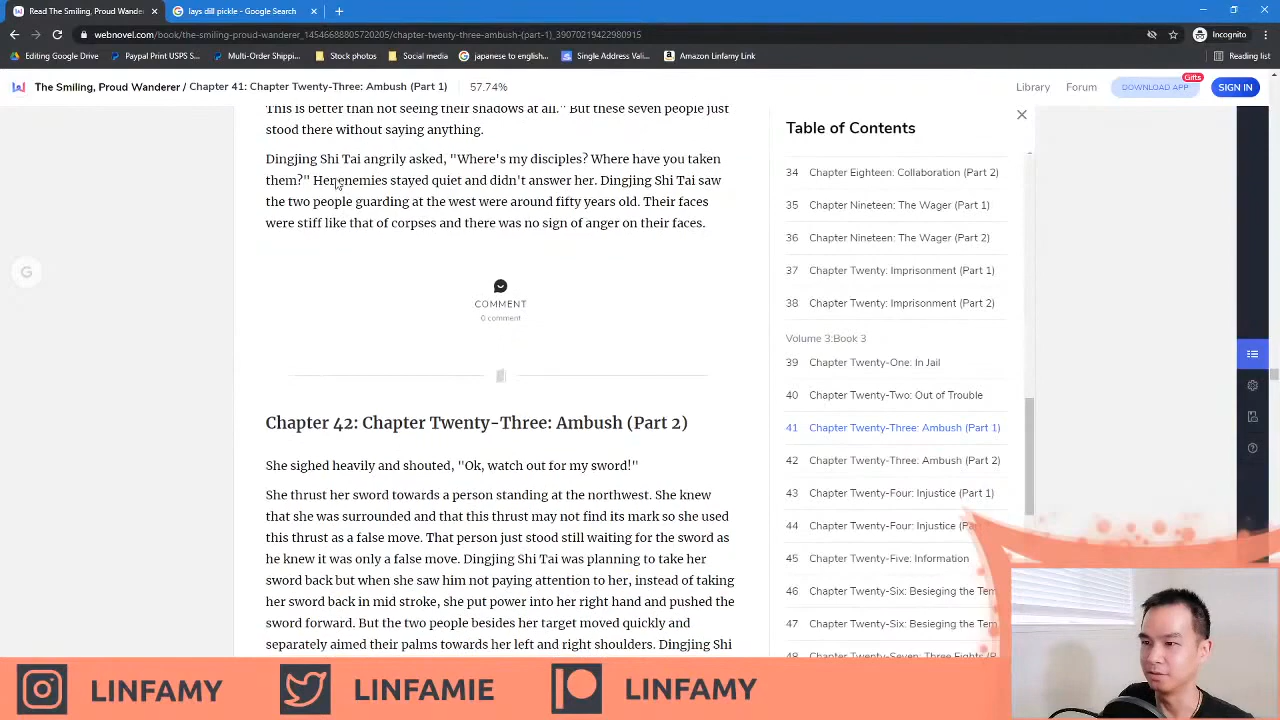 Read The Smiling, Proud Wander
lays dill pickle - Google Search
webnovel.com/book/the-smiling-proud-wanderer_14546688805720205/chapter-twenty-three-ambush-(part-1)_39070219422980915
Incognito
Editing Google Drive
Paypal Print USPS S...
Multi-Order Shippi...
Stock photos
Social media
japanese to english...
Single Address Vali...
Amazon Linfamy Link
Reading list
The Smiling, Proud Wanderer / Chapter 41: Chapter Twenty-Three: Ambush (Part 1)
57.74%
Library
Forum
DOWNLOAD APP
Gifts
SIGN IN
This is better than not seeing their shadows at all." But these seven people just
stood there without saying anything.
Dingjing Shi Tai angrily asked, "Where's my disciples? Where have you taken
them?" Her enemies stayed quiet and didn't answer her. Dingjing Shi Tai saw
the two people guarding at the west were around fifty years old. Their faces
were stiff like that of corpses and there was no sign of anger on their faces.
COMMENT
0 comment
Chapter 42: Chapter Twenty-Three: Ambush (Part 2)
She sighed heavily and shouted, "Ok, watch out for my sword!"
She thrust her sword towards a person standing at the northwest. She knew
that she was surrounded and that this thrust may not find its mark so she used
this thrust as a false move. That person just stood still waiting for the sword as
he knew it was only a false move. Dingjing Shi Tai was planning to take her
sword back but when she saw him not paying attention to her, instead of taking
her sword back in mid stroke, she put power into her right hand and pushed the
sword forward. But the two people besides her target moved quickly and
separately aimed their palms towards her left and right shoulders. Dingjing Shi
Table of Contents
34 Chapter Eighteen: Collaboration (Part 2)
35 Chapter Nineteen: The Wager (Part 1)
36 Chapter Nineteen: The Wager (Part 2)
37 Chapter Twenty: Imprisonment (Part 1)
38 Chapter Twenty: Imprisonment (Part 2)
Volume 3:Book 3
39 Chapter Twenty-One: In Jail
40 Chapter Twenty-Two: Out of Trouble
41 Chapter Twenty-Three: Ambush (Part 1)
42 Chapter Twenty-Three: Ambush (Part 2)
43 Chapter Twenty-Four: Injustice (Part 1)
44 Chapter Twenty-Four: Injustice (Pa
45 Chapter Twenty-Five: Information
46 Chapter Twenty-Six: Besieging the Tem
47 Chapter Twenty-Six: Besieging the Tem
48 Chapter Twenty-Seven: Three Fights (P
LINFAMY
LINFAMIE
LINFAMY